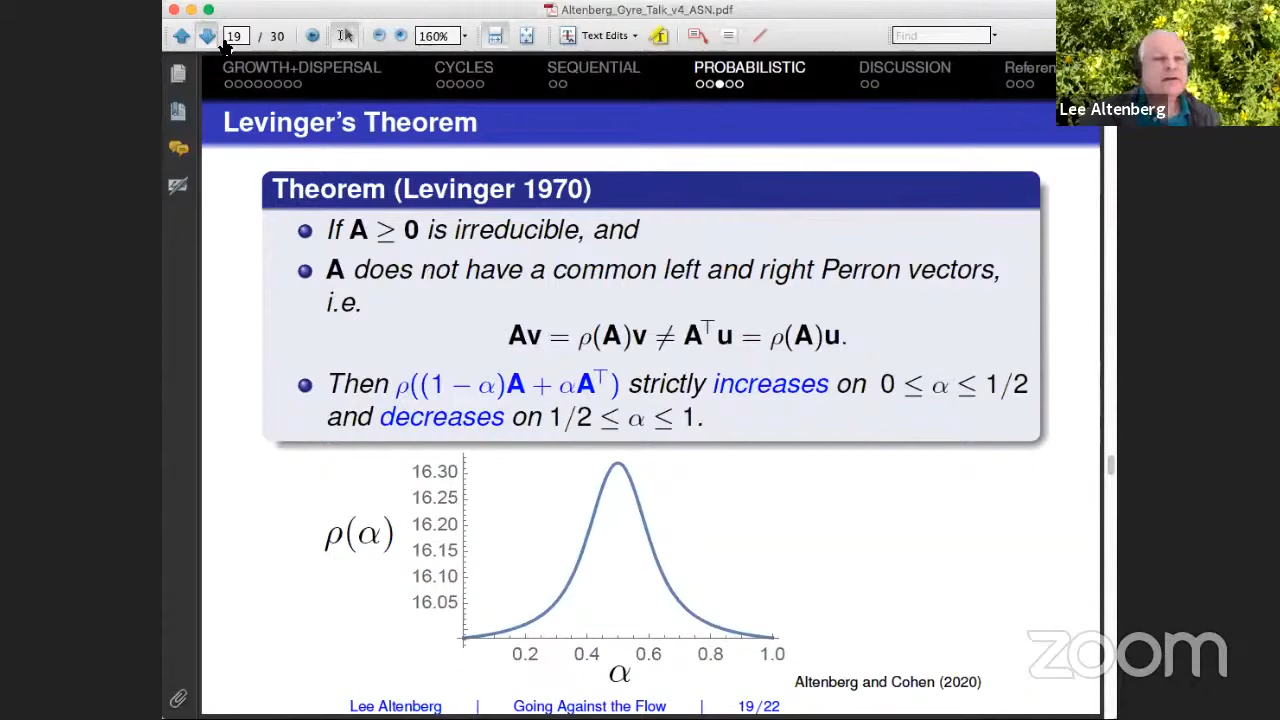 Altenberg_Gyre_Talk_v4_ASN.pdf
19 / 30 160% Text Edits Find
GROWTH+DISPERSAL CYCLES SEQUENTIAL PROBABILISTIC DISCUSSION Referen
Lee Altenberg
Levinger's Theorem
Theorem (Levinger 1970)
If A ≥ 0 is irreducible, and
A does not have a common left and right Perron vectors,
i.e.
Av = ρ(A)v ≠ A⊤u = ρ(A)u.
Then ρ((1 − α)A + αA⊤) strictly increases on 0 ≤ α ≤ 1/2
and decreases on 1/2 ≤ α ≤ 1.
16.30
16.25
16.20
ρ(α)
16.15
16.10
16.05
0.2 0.4 0.6 0.8 1.0
α
Altenberg and Cohen (2020)
zoom
Lee Altenberg | Going Against the Flow | 19/22